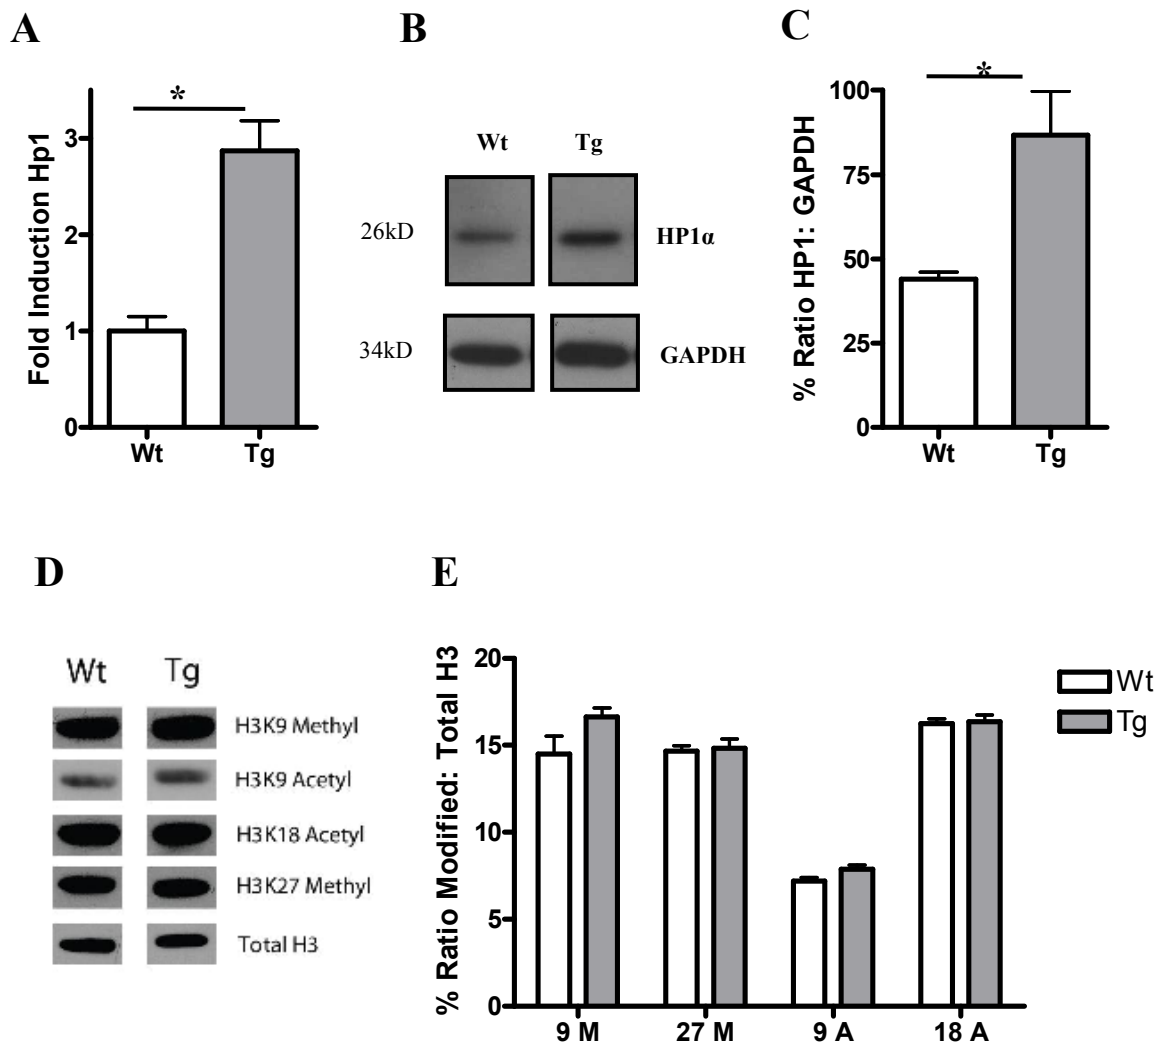 A
Fold Induction Hp1
3
2
1
0
*
Wt
Tg
B
Wt
Tg
26kD
HP1α
34kD
GAPDH
C
% Ratio HP1: GAPDH
100
75
50
25
0
*
Wt
Tg
D
Wt
Tg
H3K9 Methyl
H3K9 Acetyl
H3K18 Acetyl
H3K27 Methyl
Total H3
E
% Ratio Modified: Total H3
20
15
10
5
0
9 M
27 M
9 A
18 A
Wt
Tg